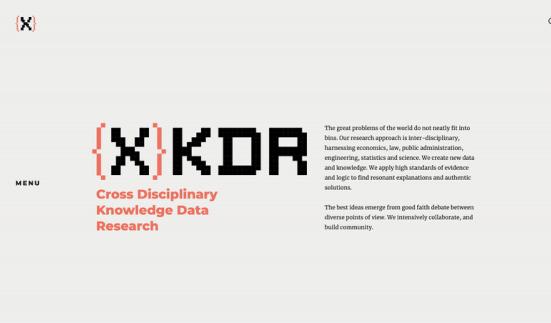 {X}
MENU
{X}KDR
Cross Disciplinary
Knowledge Data
Research
The great problems of the world do not neatly fit into
bins. Our research approach is inter-disciplinary,
harnessing economics, law, public administration,
engineering, statistics and science. We create new data
and knowledge. We apply high standards of evidence
and logic to find resonant explanations and authentic
solutions.
The best ideas emerge from good faith debate between
diverse points of view. We intensively collaborate, and
build community.